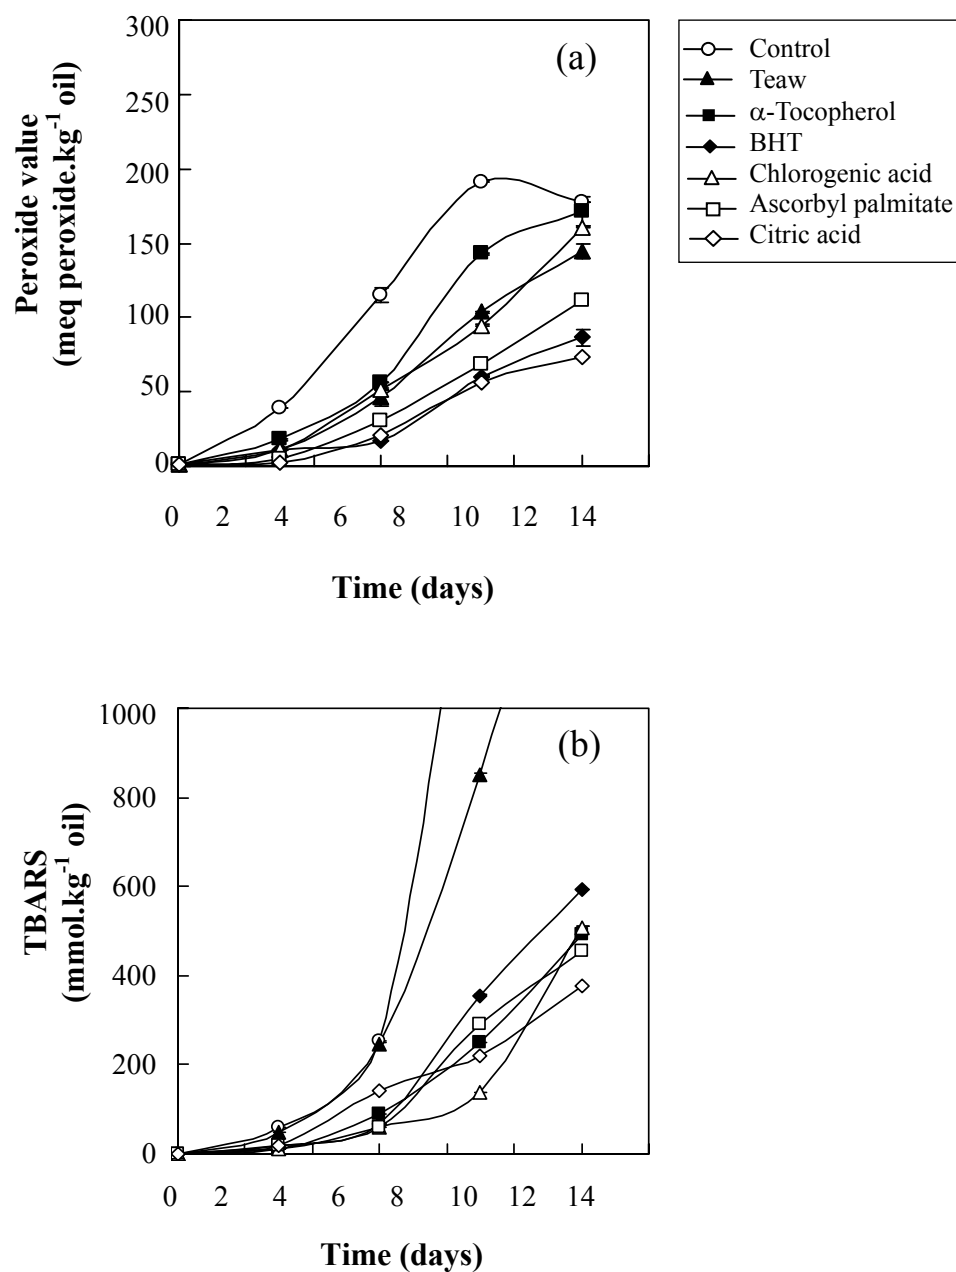 (a)
300
250
200
150
100
50
0
Peroxide value
(meq peroxide.kg⁻¹ oil)
0 2 4 6 8 10 12 14
Time (days)
Control
Teaw
α-Tocopherol
BHT
Chlorogenic acid
Ascorbyl palmitate
Citric acid
(b)
1000
800
600
400
200
0
TBARS
(mmol.kg⁻¹ oil)
0 2 4 6 8 10 12 14
Time (days)